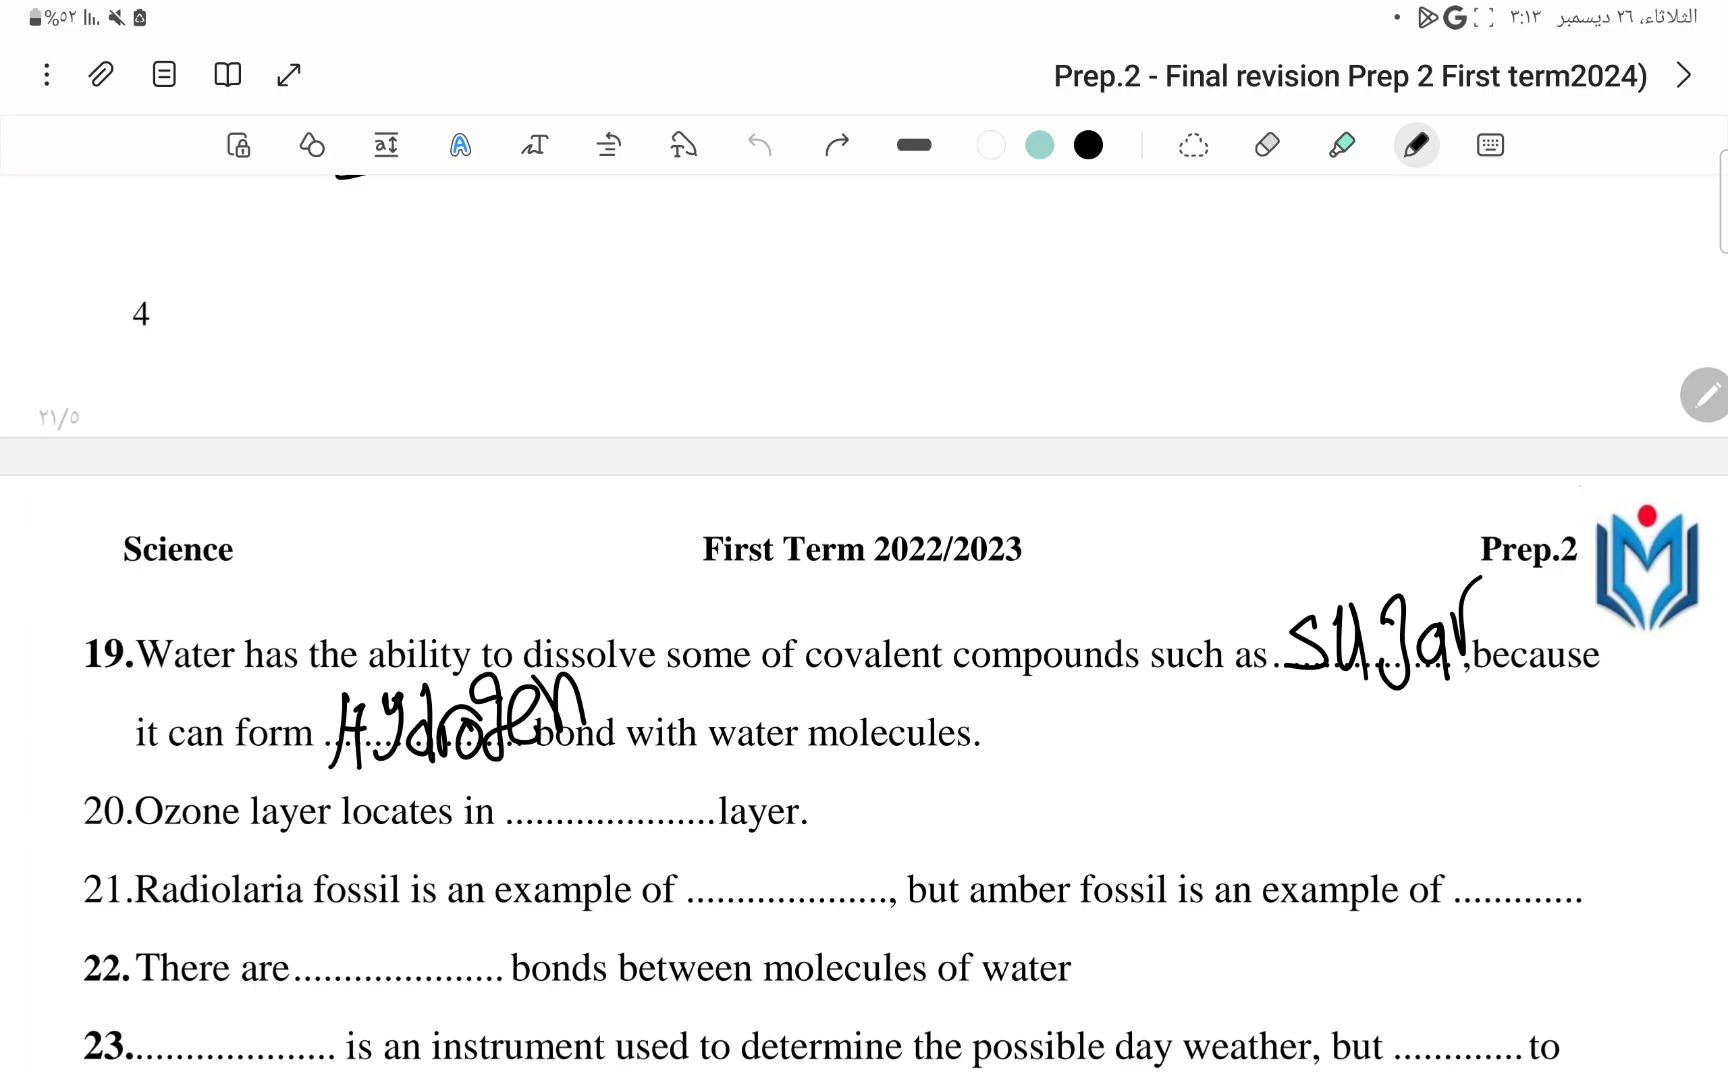 %٥٢
الثلاثاء، ٢٦ ديسمبر ٣:١٣
Prep.2 - Final revision Prep 2 First term2024)
4
٢١/٥
Science First Term 2022/2023 Prep.2
19.Water has the ability to dissolve some of covalent compounds such as sugar ,because
it can form Hydrogen bond with water molecules.
20.Ozone layer locates in .....................layer.
21.Radiolaria fossil is an example of ...................., but amber fossil is an example of .............
22. There are..................... bonds between molecules of water
23..................... is an instrument used to determine the possible day weather, but ............. to